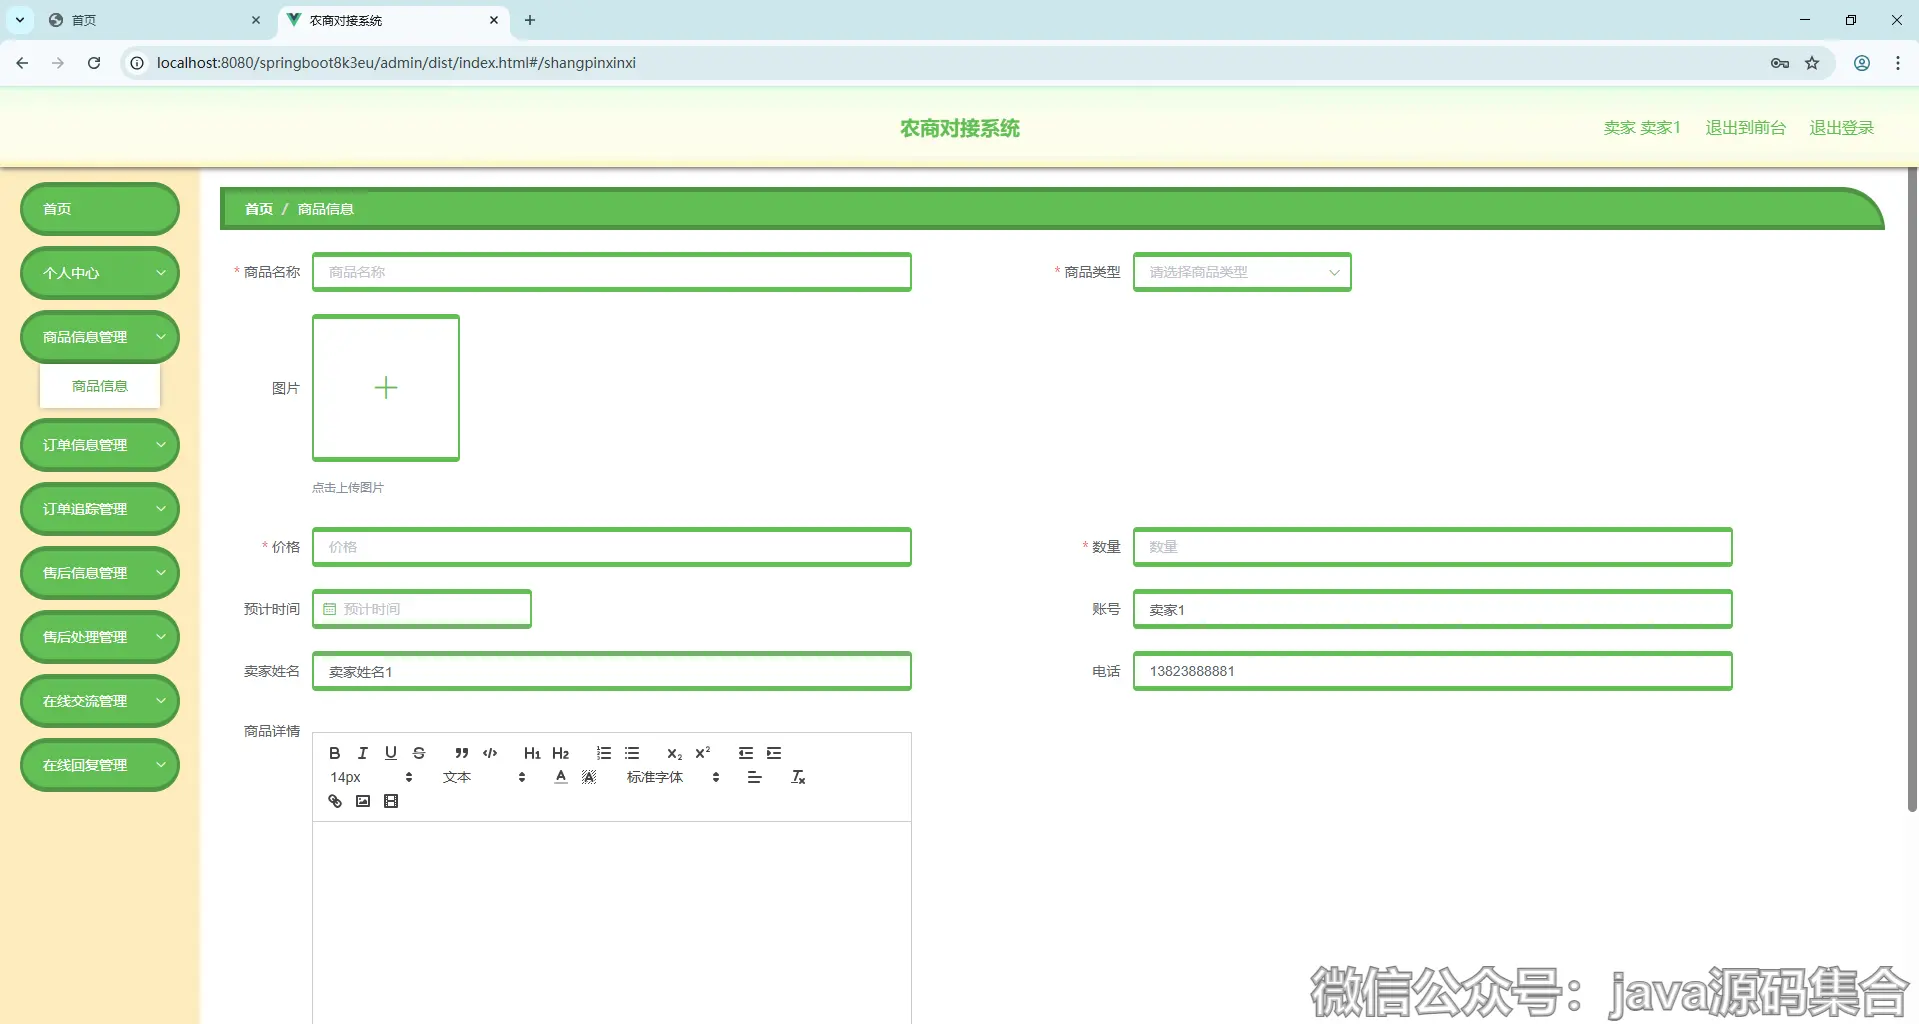 首页
农商对接系统
localhost:8080/springboot8k3eu/admin/dist/index.html#/shangpinxinxi
农商对接系统
卖家 卖家1 退出到前台 退出登录
首页
个人中心
商品信息管理
商品信息
订单信息管理
订单追踪管理
售后信息管理
售后处理管理
在线交流管理
在线回复管理
首页 / 商品信息
* 商品名称 商品名称
* 商品类型 请选择商品类型
图片
点击上传图片
* 价格 价格
* 数量 数量
预计时间 预计时间
账号 卖家1
卖家姓名 卖家姓名1
电话 13823888881
商品详情
14px 文本 标准字体
微信公众号：java源码集合